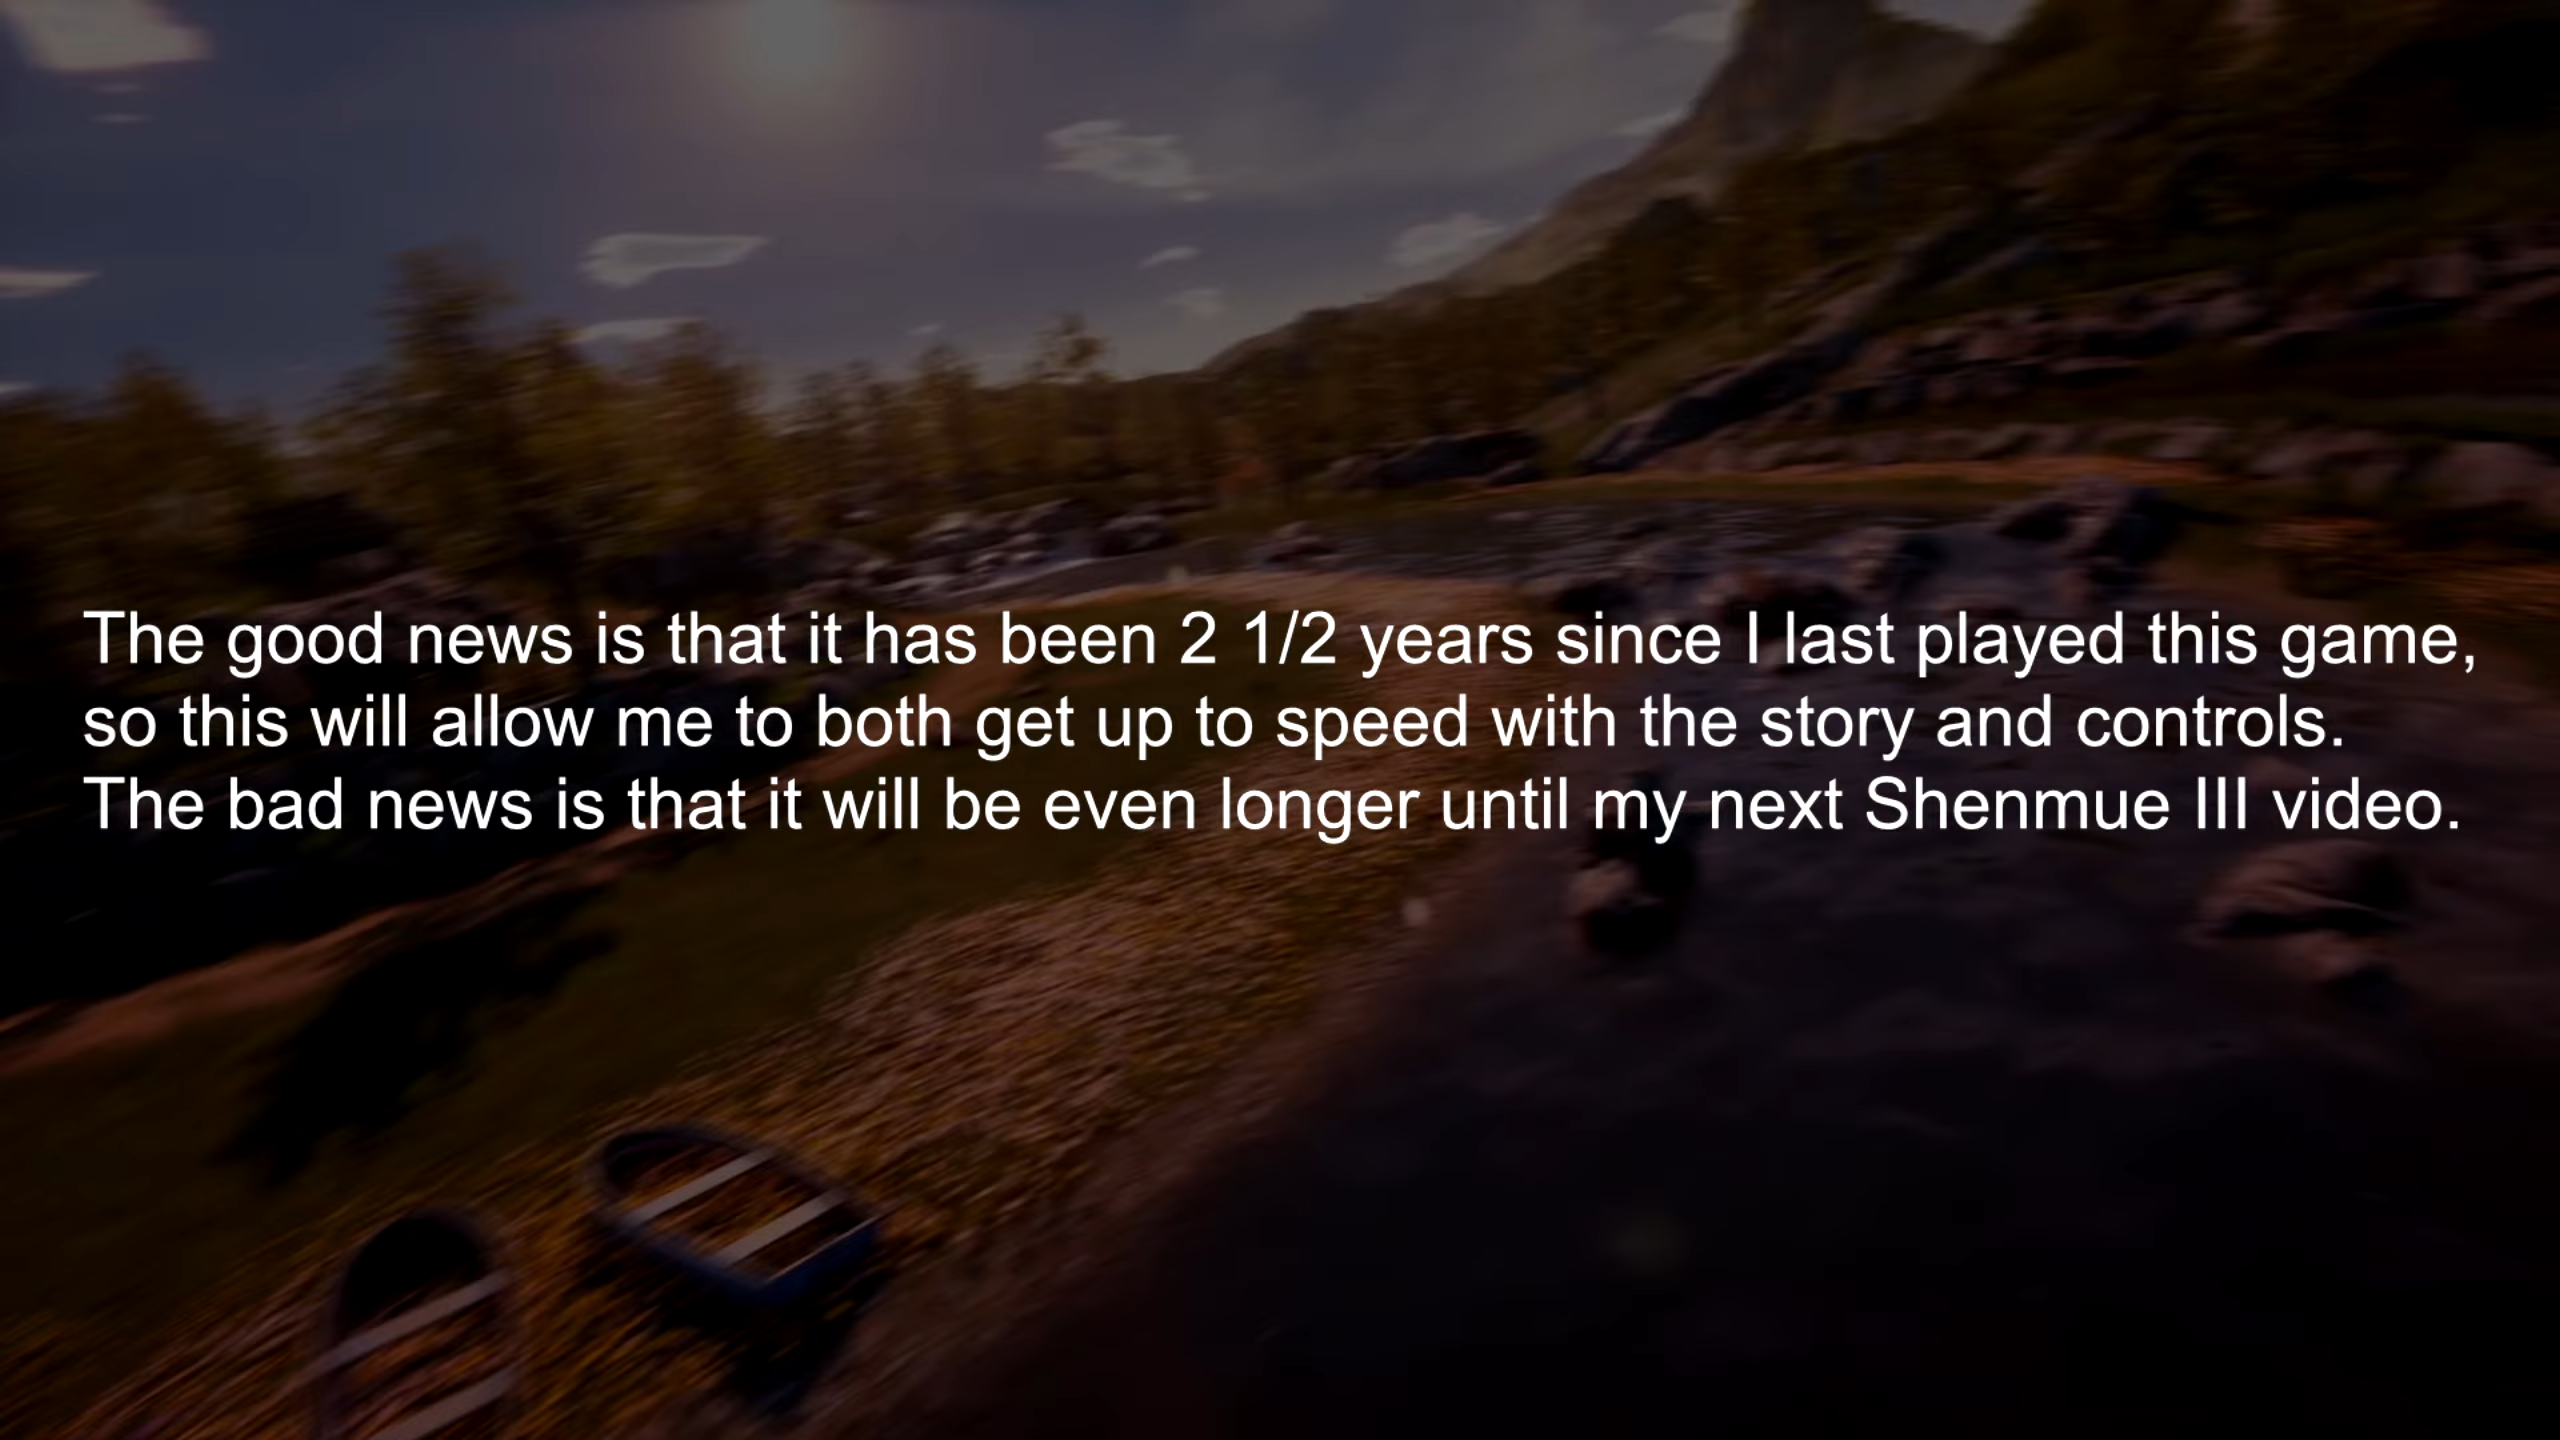 The good news is that it has been 2 1/2 years since I last played this game,
so this will allow me to both get up to speed with the story and controls.
The bad news is that it will be even longer until my next Shenmue III video.